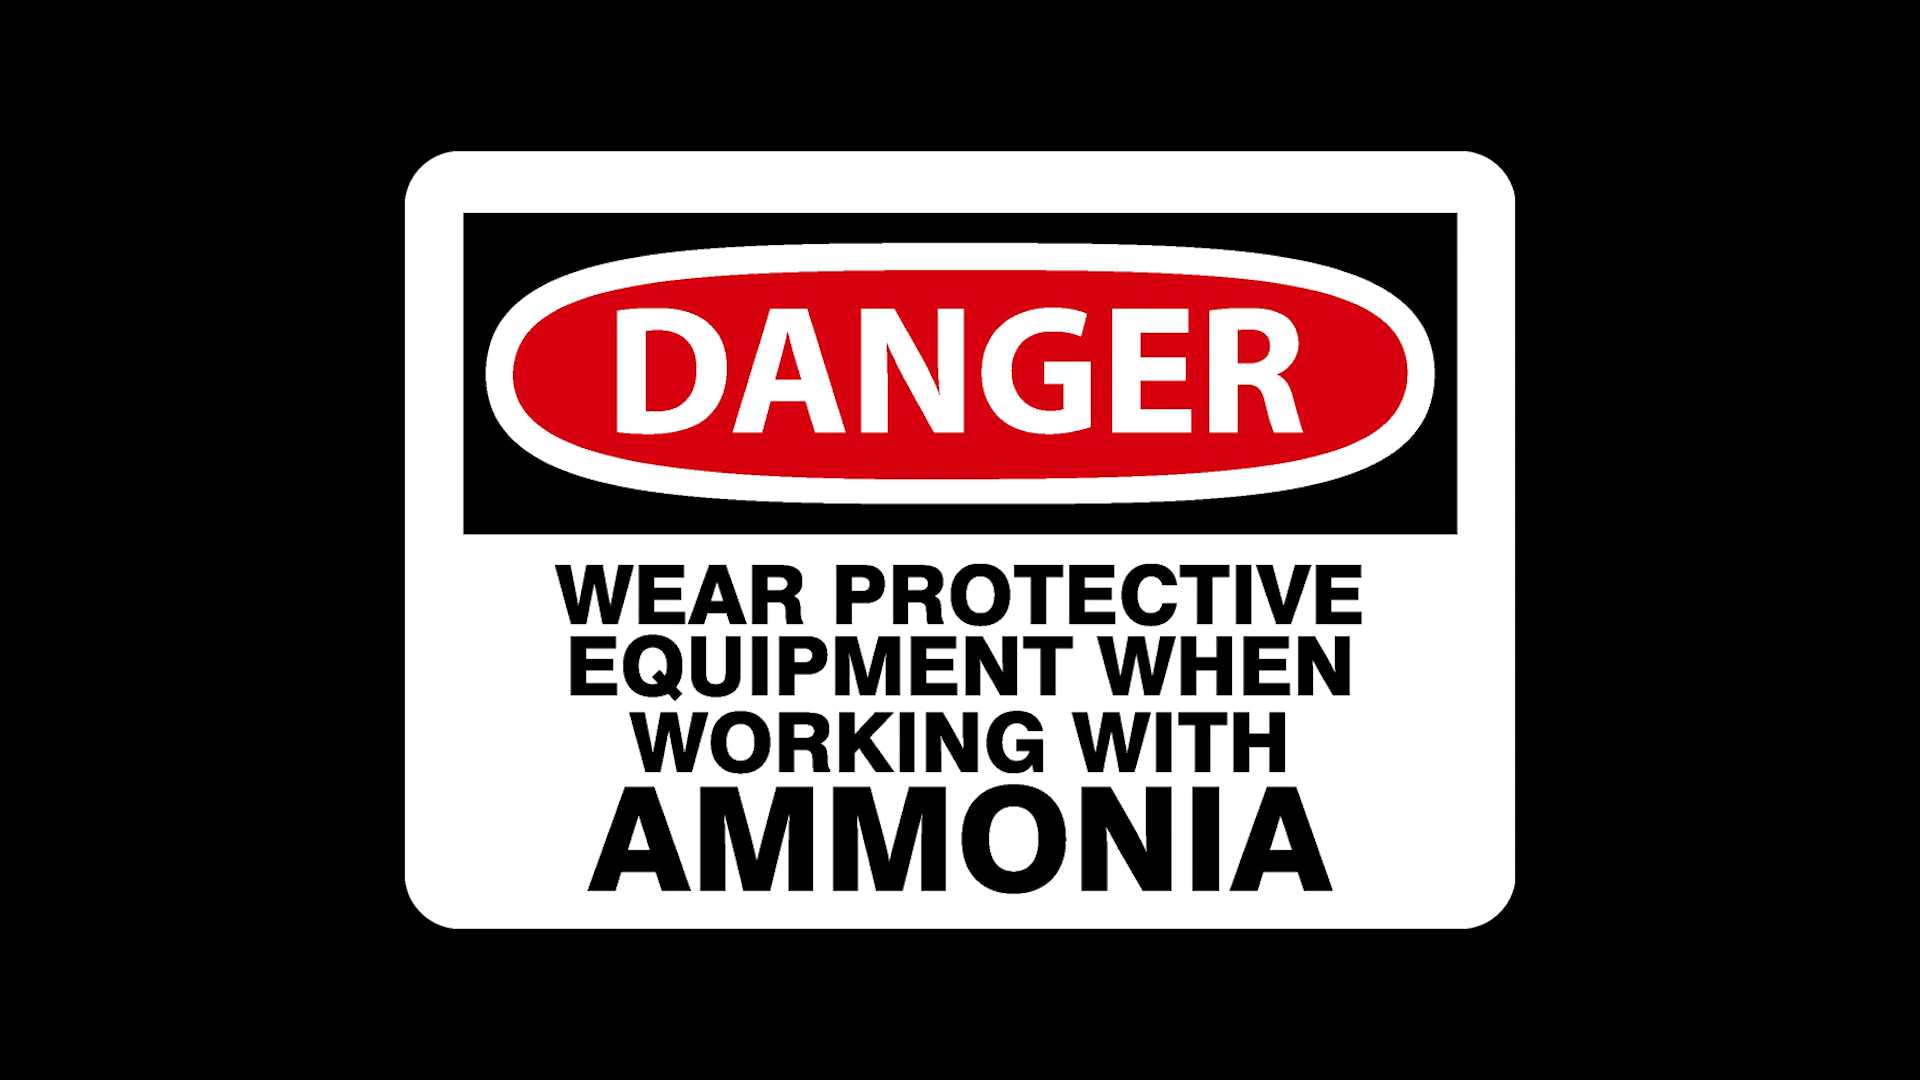 DANGER
WEAR PROTECTIVE
EQUIPMENT WHEN
WORKING WITH
AMMONIA